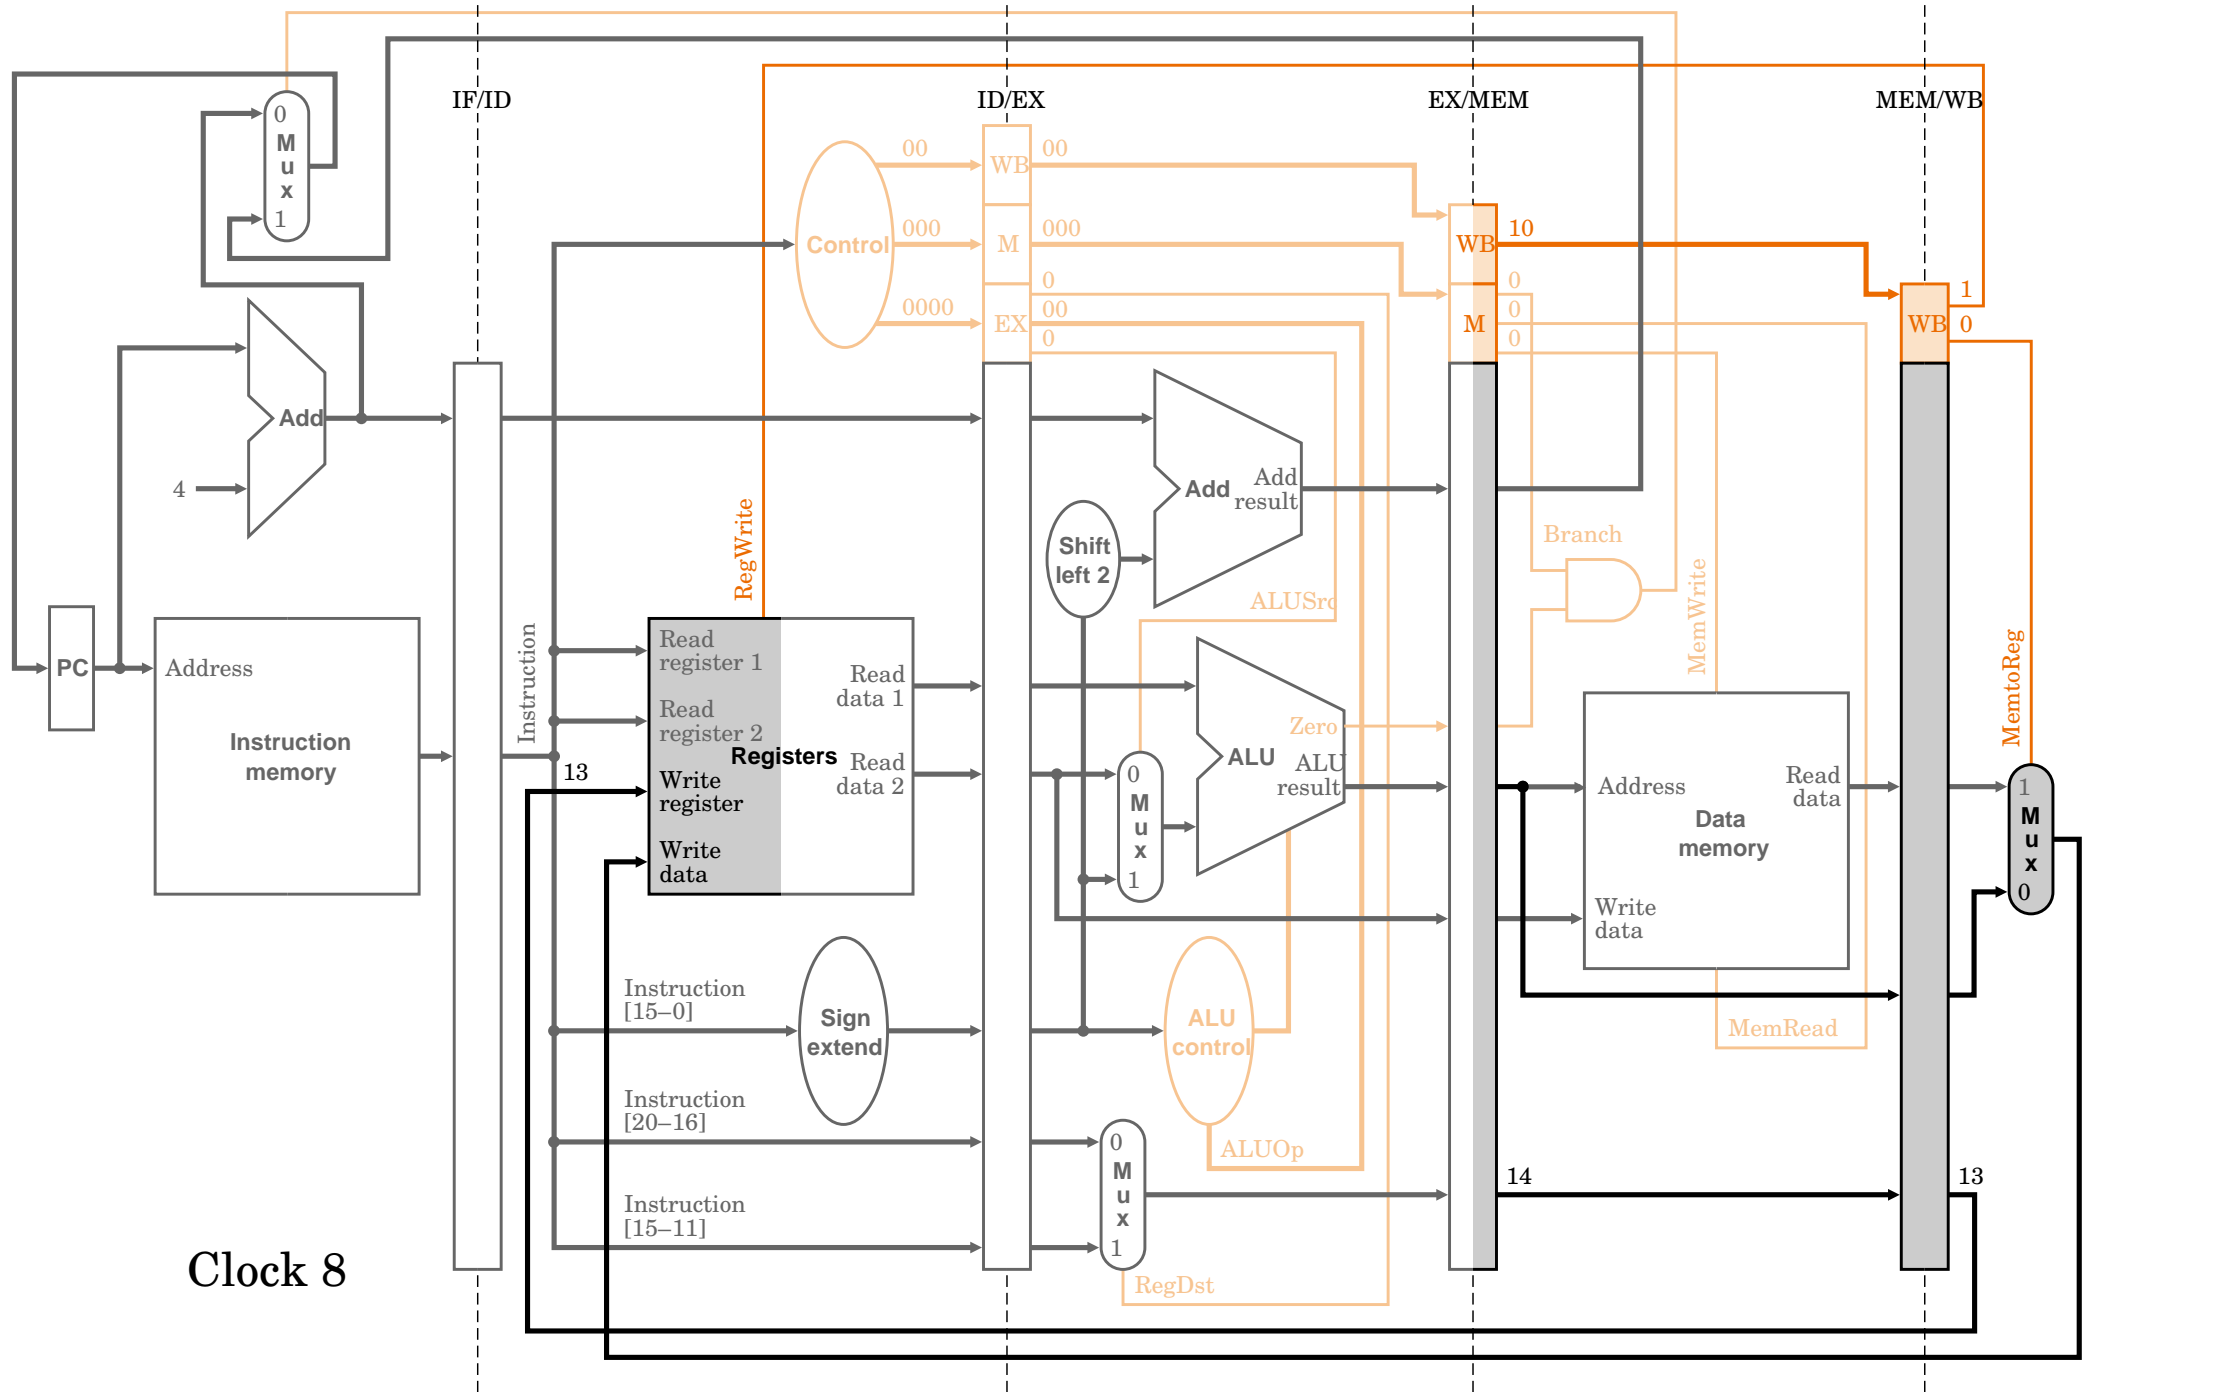 IF/ID
ID/EX
EX/MEM
MEM/WB
0
M
u
x
1
00
WB
00
Control
000
M
000
0
0000
EX
00
0
WB
10
M
0
0
0
WB
1
0
Add
4
Add
Add
result
Shift
left 2
Branch
RegWrite
ALUSrc
MemWrite
MemtoReg
PC
Address
Instruction
memory
Instruction
Read
register 1
Read
register 2
Registers
13
Write
register
Write
data
Read
data 1
Read
data 2
0
M
u
x
1
Zero
ALU
ALU
result
Address
Read
data
Data
memory
Write
data
1
M
u
x
0
Instruction
[15–0]
Sign
extend
ALU
control
MemRead
Instruction
[20–16]
0
M
u
x
1
ALUOp
14
13
Instruction
[15–11]
RegDst
Clock 8